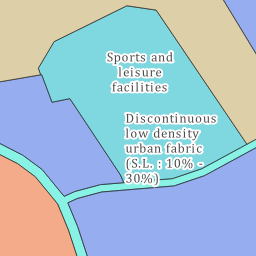 Sports and
leisure
facilities
Discontinuous
low density
urban fabric
(S.L. : 10% -
30%)